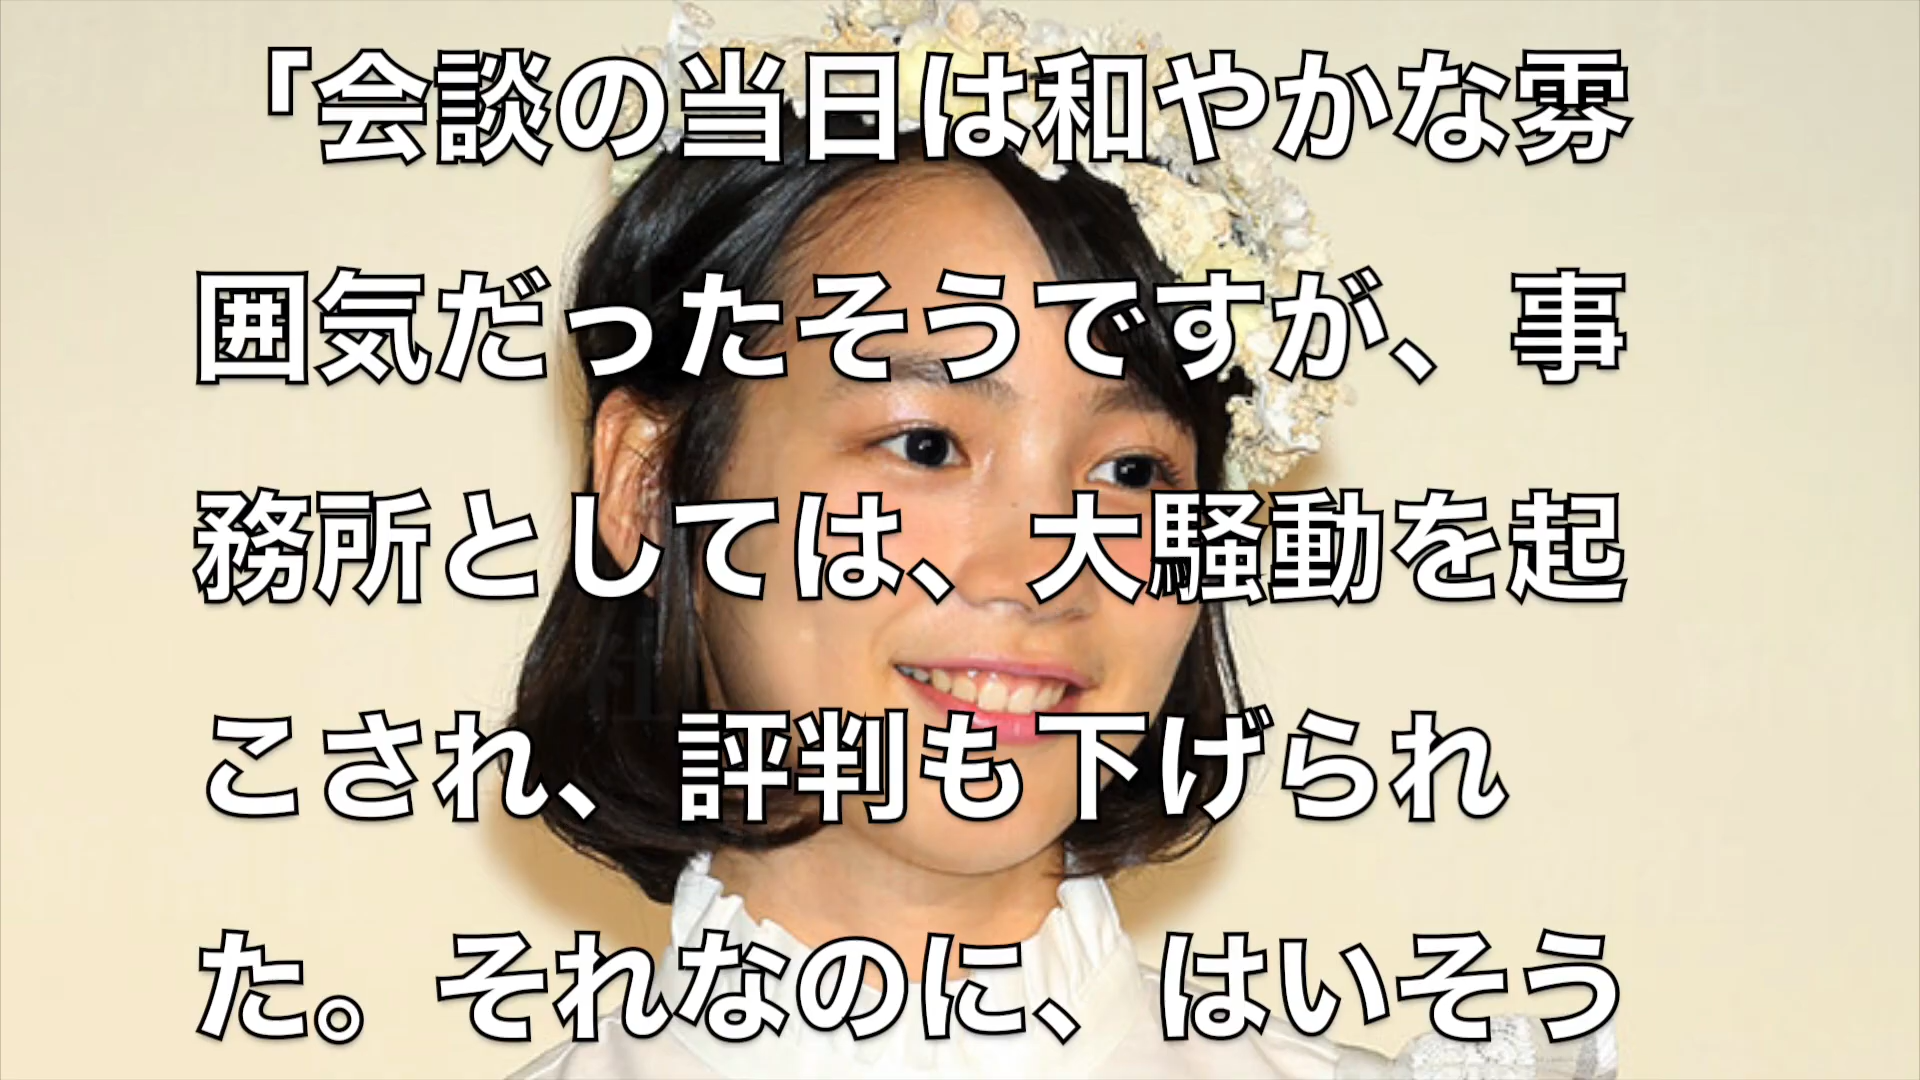 「会談の当日は和やかな雰
囲気だったそうですが、事
務所としては、大騒動を起
こされ、評判も下げられ
た。それなのに、はいそう